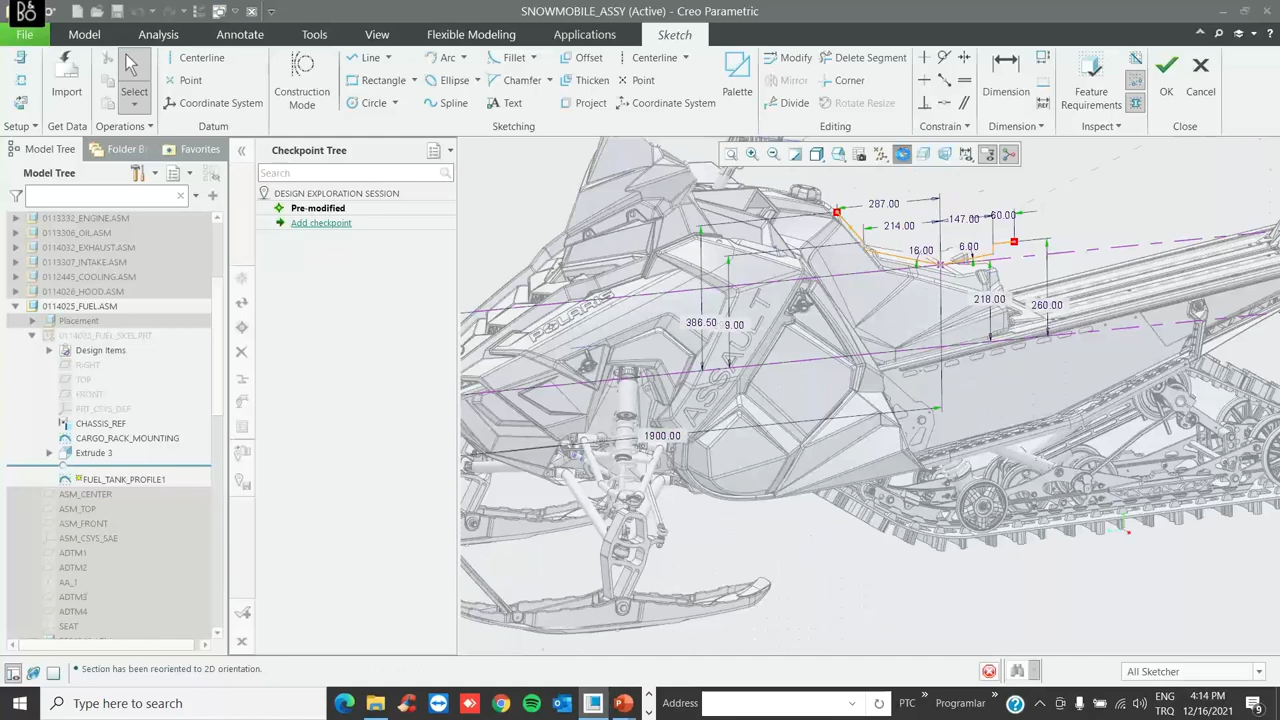 B&O
SNOWMOBILE_ASSY (Active) - Creo Parametric
File Model Analysis Annotate Tools View Flexible Modeling Applications Sketch
Centerline Line Arc Fillet Offset Centerline Modify Delete Segment
Point Rectangle Ellipse Chamfer Thicken Point Mirror Corner
Coordinate System Circle Spline Text Project Coordinate System Divide Rotate Resize
Import Select Construction Mode Palette Dimension Feature Requirements OK Cancel
Setup Get Data Operations Datum Sketching Editing Constrain Dimension Inspect Close
Model Tree Folder B Favorites
Model Tree
Checkpoint Tree
Search
DESIGN EXPLORATION SESSION
Pre-modified
Add checkpoint
0113332_ENGINE.ASM
0113306_OIL.ASM
0114032_EXHAUST.ASM
0113307_INTAKE.ASM
0112445_COOLING.ASM
0114026_HOOD.ASM
0114025_FUEL.ASM
Placement
0114025_FUEL_SKEL.PRT
Design Items
RIGHT
TOP
FRONT
PRT_CSYS_DEF
CHASSIS_REF
CARGO_RACK_MOUNTING
Extrude 3
FUEL_TANK_PROFILE1
ASM_CENTER
ASM_TOP
ASM_FRONT
ASM_CSYS_SAE
ADTM1
ADTM2
AA_1
ADTM3
ADTM4
SEAT
287.00
214.00
147.00
60.00
16.00
6.00
218.00
260.00
386.50
9.00
1900.00
POLARIS
ASSAULT
Section has been reoriented to 2D orientation.
All Sketcher
Type here to search
Address
PTC
Programlar
ENG
TR
4:14 PM
12/16/2021
9